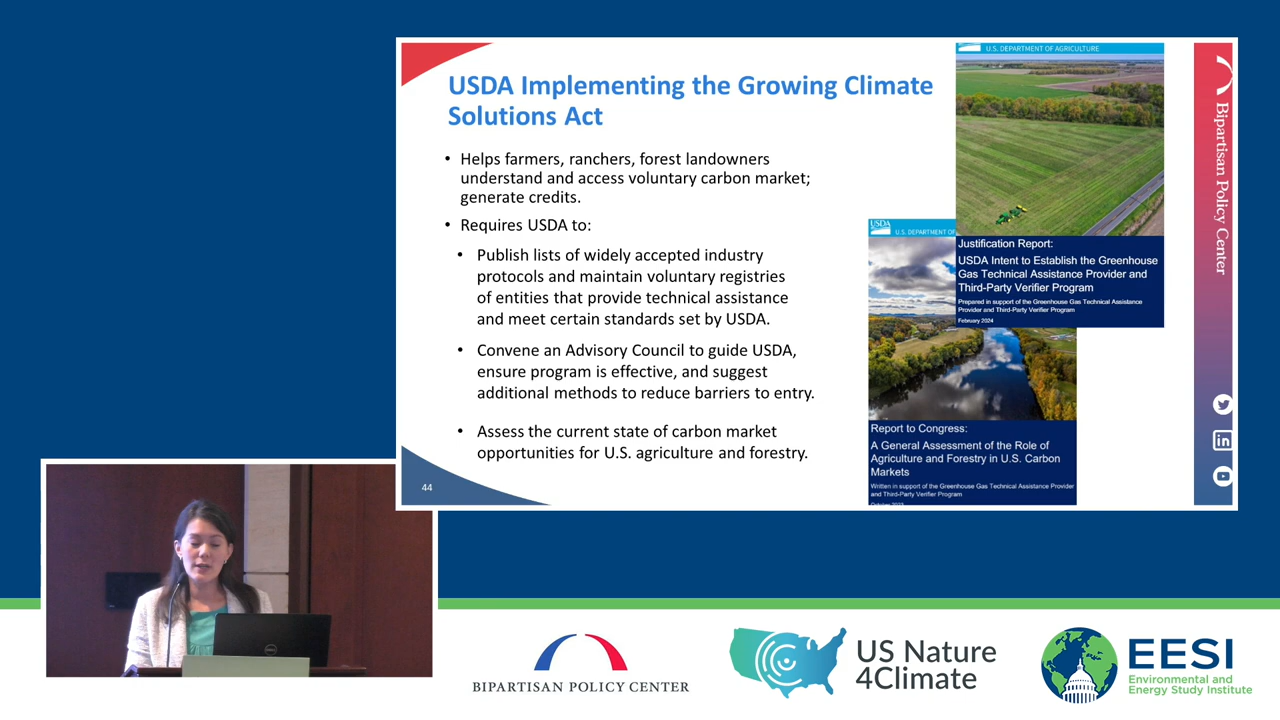 USDA Implementing the Growing Climate
Solutions Act
• Helps farmers, ranchers, forest landowners
understand and access voluntary carbon market;
generate credits.
• Requires USDA to:
• Publish lists of widely accepted industry
protocols and maintain voluntary registries
of entities that provide technical assistance
and meet certain standards set by USDA.
• Convene an Advisory Council to guide USDA,
ensure program is effective, and suggest
additional methods to reduce barriers to entry.
• Assess the current state of carbon market
opportunities for U.S. agriculture and forestry.
44
U.S. DEPARTMENT OF AGRICULTURE
Justification Report:
USDA Intent to Establish the Greenhouse
Gas Technical Assistance Provider and
Third-Party Verifier Program
Prepared in support of the Greenhouse Gas Technical Assistance
Provider and Third-Party Verifier Program
February 2024
USDA
U.S. DEPARTMENT OF
Report to Congress:
A General Assessment of the Role of
Agriculture and Forestry in U.S. Carbon
Markets
Written in support of the Greenhouse Gas Technical Assistance Provider
and Third-Party Verifier Program
Bipartisan Policy Center
in
DELL
BIPARTISAN POLICY CENTER
US Nature
4Climate
EESI
Environmental and
Energy Study Institute